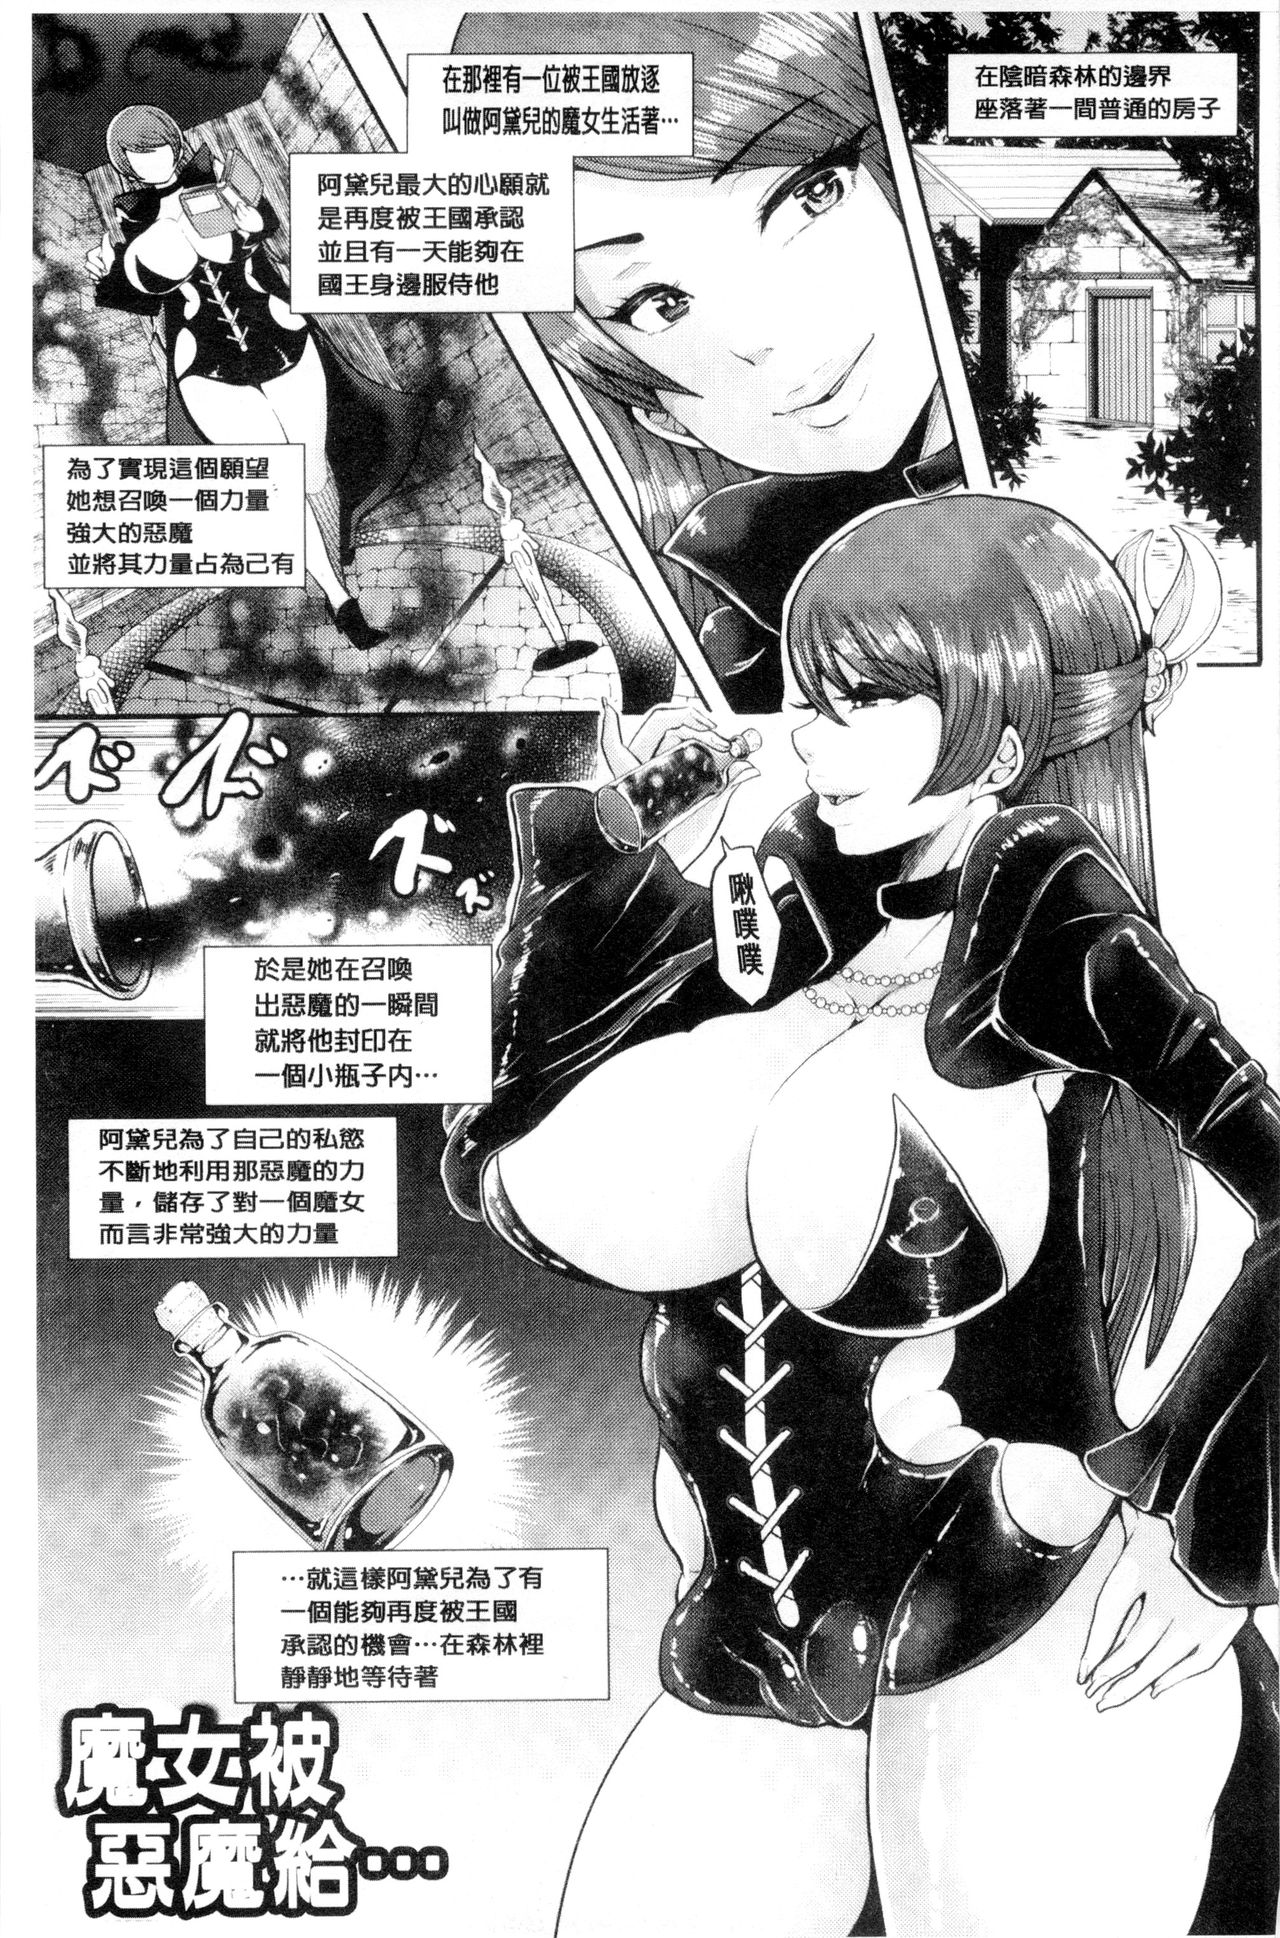 在陰暗森林的邊界
座落著一間普通的房子
在那裡有一位被王國放逐
叫做阿黛兒的魔女生活著…
阿黛兒最大的心願就
是再度被王國承認
並且有一天能夠在
國王身邊服侍他
為了實現這個願望
她想召喚一個力量
強大的惡魔
並將其力量占為己有
ズズ
ズズ
啾噗噗
於是她在召喚
出惡魔的一瞬間
就將他封印在
一個小瓶子內…
阿黛兒為了自己的私慾
不斷地利用那惡魔的力
量，儲存了對一個魔女
而言非常強大的力量
…就這樣阿黛兒為了有
一個能夠再度被王國
承認的機會…在森林裡
靜靜地等待著
魔女被
惡魔給…